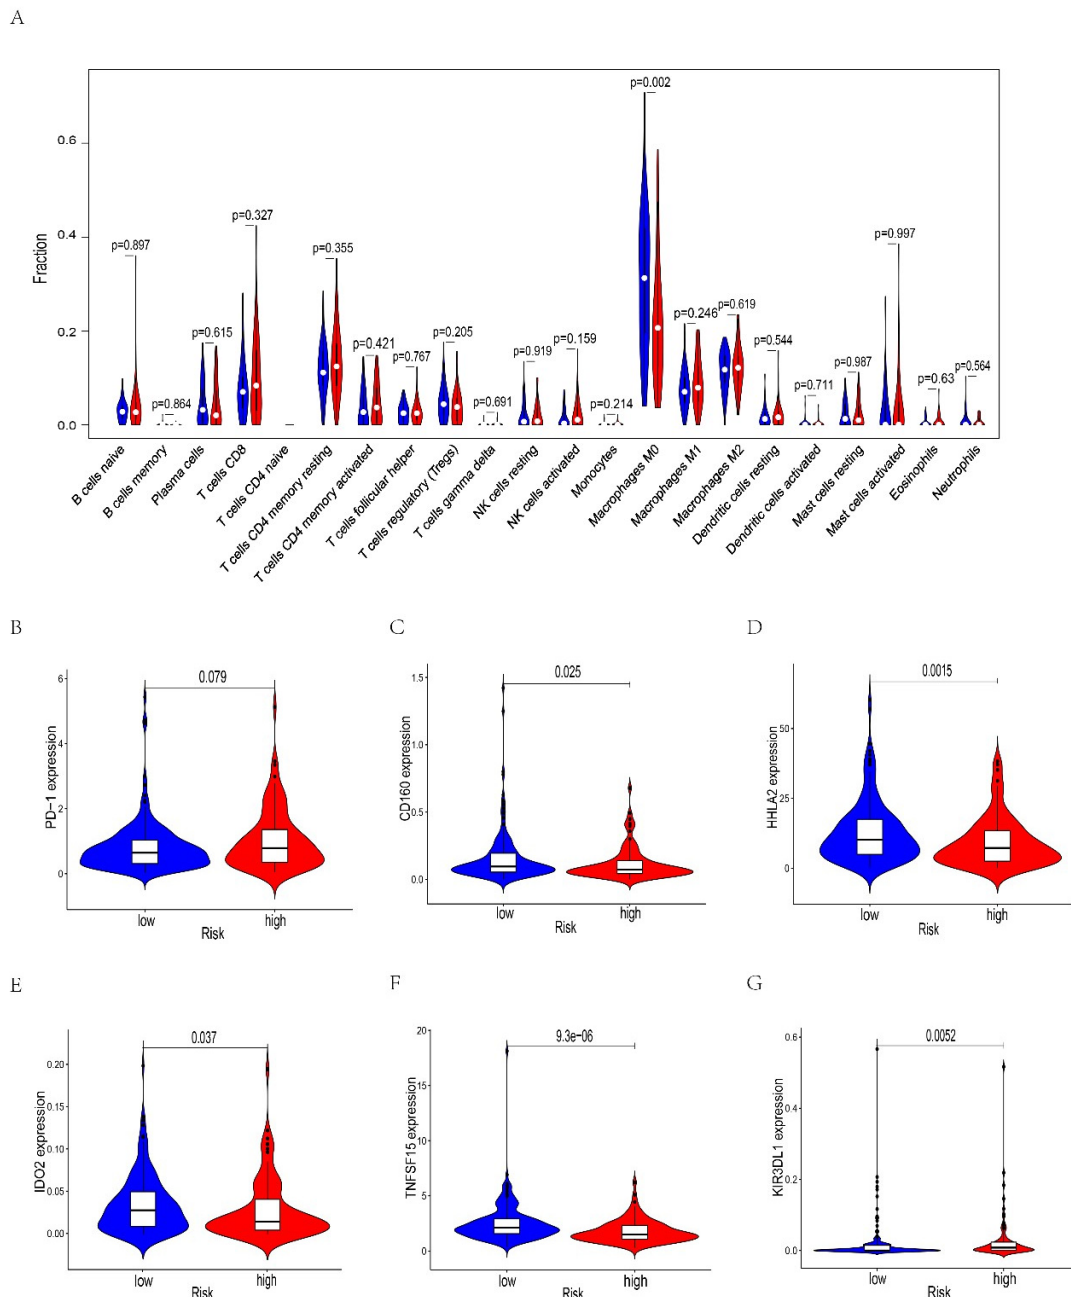 A
p=0.002
0.6
p=0.327
0.4
p=0.897
p=0.355
p=0.997
Fraction
p=0.615
p=0.421
p=0.767
p=0.205
p=0.919
p=0.159
p=0.246
p=0.619
p=0.544
p=0.987
0.2
p=0.864
p=0.691
p=0.214
p=0.711
p=0.63
p=0.564
0.0
B cells naive
B cells memory
Plasma cells
T cells CD8
T cells CD4 naive
T cells CD4 memory resting
T cells CD4 memory activated
T cells follicular helper
T cells regulatory (Tregs)
T cells gamma delta
NK cells resting
NK cells activated
Monocytes
Macrophages M0
Macrophages M1
Macrophages M2
Dendritic cells resting
Dendritic cells activated
Mast cells resting
Mast cells activated
Eosinophils
Neutrophils
B
0.079
6
4
2
0
PD-1 expression
low
high
Risk
C
0.025
1.5
1.0
0.5
0.0
CD160 expression
low
high
Risk
D
0.0015
50
25
0
HHLA2 expression
low
high
Risk
E
0.037
0.20
0.15
0.10
0.05
0.00
IDO2 expression
low
high
Risk
F
9.3e-06
20
15
10
5
0
TNFSF15 expression
low
high
Risk
G
0.0052
0.6
0.4
0.2
0.0
KIR3DL1 expression
low
high
Risk